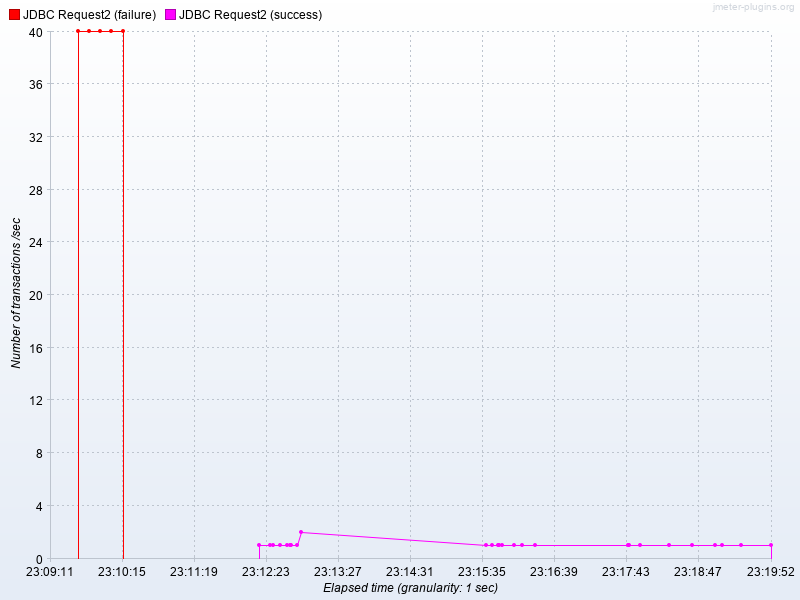 jmeter-plugins.org
JDBC Request2 (failure) JDBC Request2 (success)
40
36
32
28
24
20
16
12
8
4
0
Number of transactions /sec
23:09:11 23:10:15 23:11:19 23:12:23 23:13:27 23:14:31 23:15:35 23:16:39 23:17:43 23:18:47 23:19:52
Elapsed time (granularity: 1 sec)